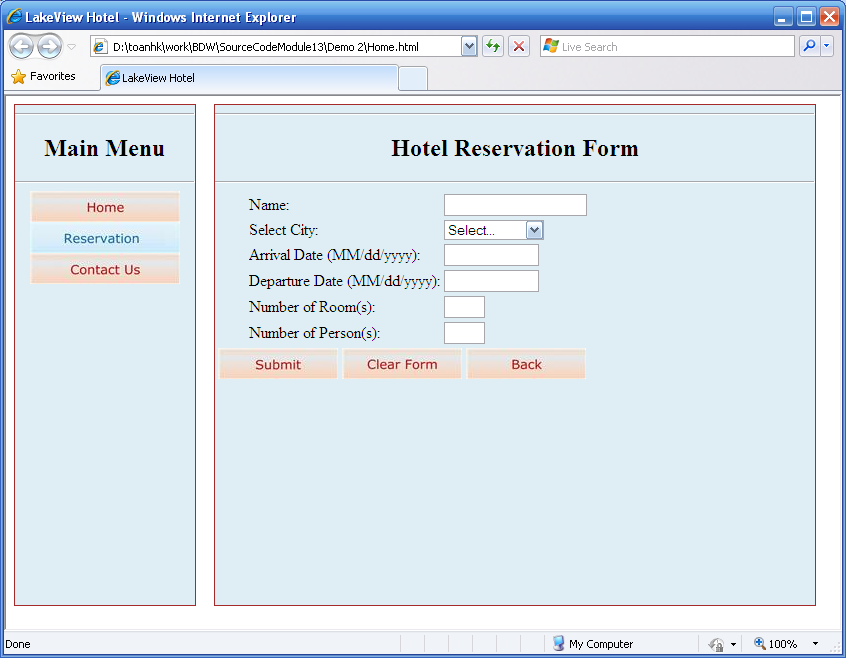 LakeView Hotel - Windows Internet Explorer
D:\toanhk\work\BDW\SourceCodeModule13\Demo 2\Home.html
Live Search
Favorites
LakeView Hotel
Main Menu
Home
Reservation
Contact Us
Hotel Reservation Form
Name:
Select City: Select...
Arrival Date (MM/dd/yyyy):
Departure Date (MM/dd/yyyy):
Number of Room(s):
Number of Person(s):
Submit Clear Form Back
Done My Computer 100%